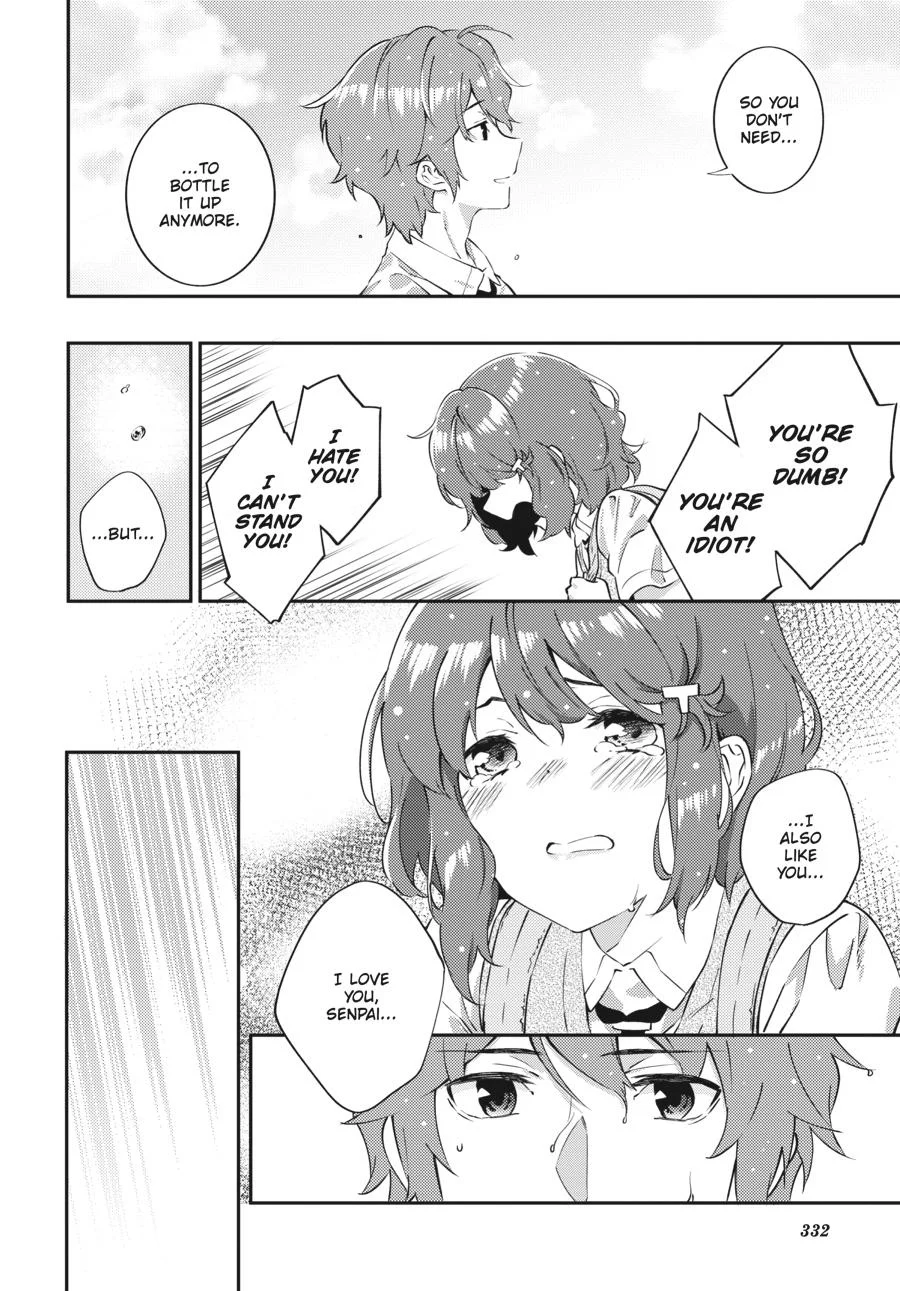 SO YOU
DON'T
NEED...
...TO
BOTTLE
IT UP
ANYMORE.
YOU'RE
SO
DUMB!
YOU'RE
AN
IDIOT!
I
HATE
YOU!
I
CAN'T
STAND
YOU!
...BUT...
...I
ALSO
LIKE
YOU...
I LOVE
YOU,
SENPAI...
332